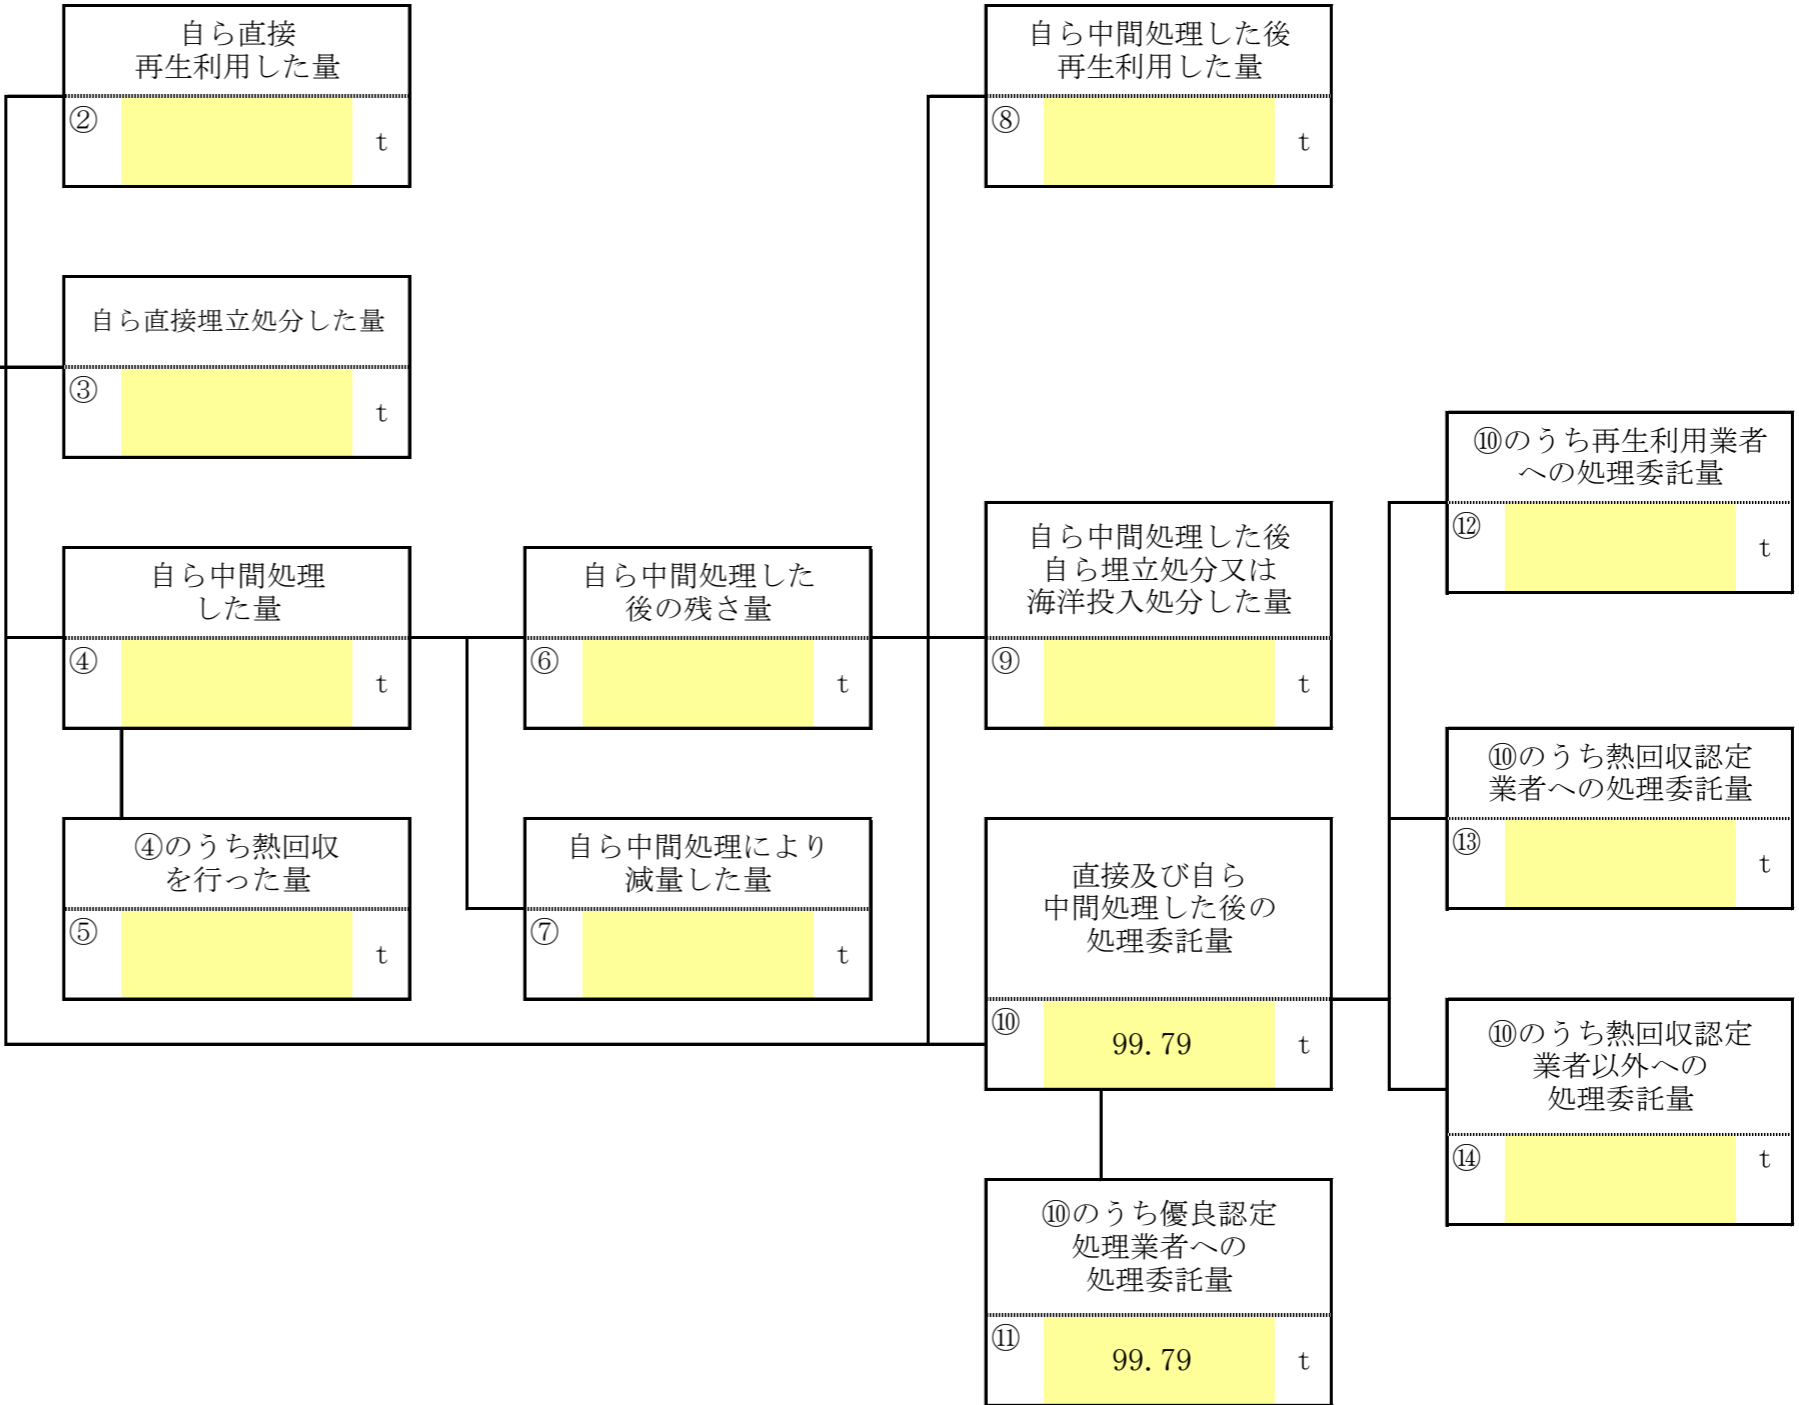 自ら直接
再生利用した量
②
t
自ら直接埋立処分した量
③
t
自ら中間処理
した量
④
t
④のうち熱回収
を行った量
⑤
t
自ら中間処理した
後の残さ量
⑥
t
自ら中間処理により
減量した量
⑦
t
自ら中間処理した後
再生利用した量
⑧
t
自ら中間処理した後
自ら埋立処分又は
海洋投入処分した量
⑨
t
直接及び自ら
中間処理した後の
処理委託量
⑩ 99.79 t
⑩のうち優良認定
処理業者への
処理委託量
⑪ 99.79 t
⑩のうち再生利用業者
への処理委託量
⑫
t
⑩のうち熱回収認定
業者への処理委託量
⑬
t
⑩のうち熱回収認定
業者以外への
処理委託量
⑭
t